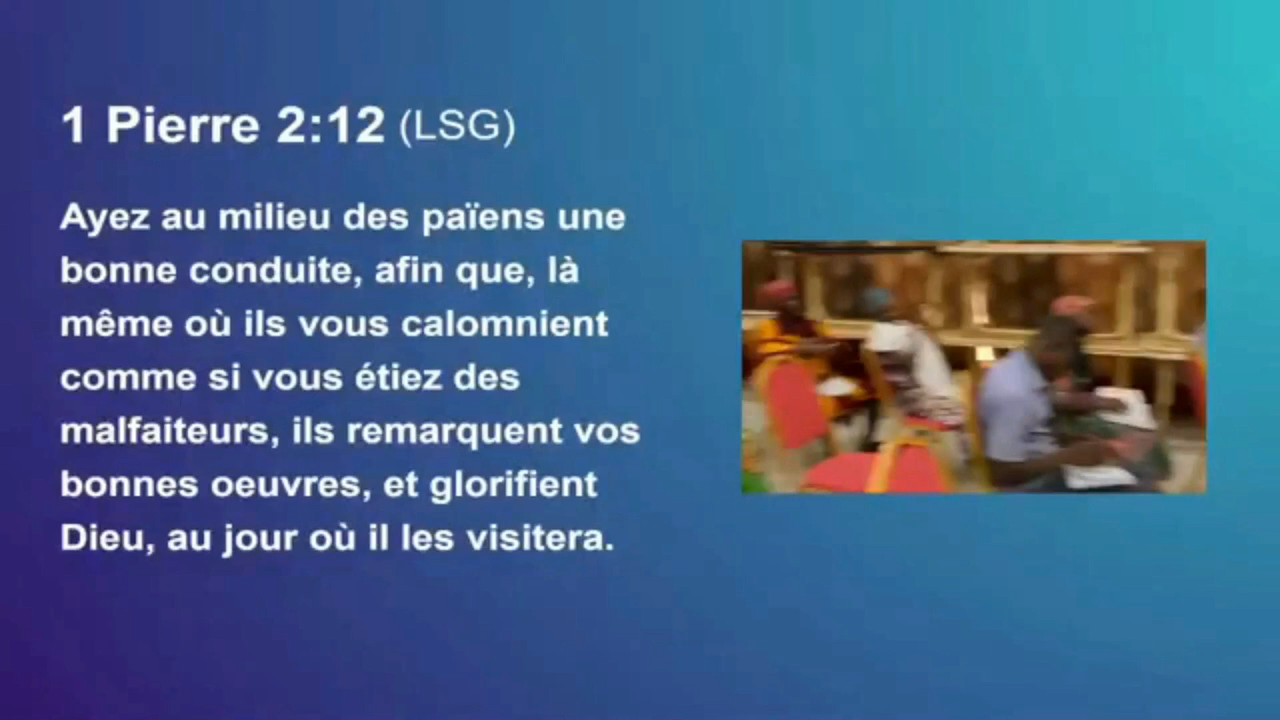 1 Pierre 2:12 (LSG)
Ayez au milieu des païens une
bonne conduite, afin que, là
même où ils vous calomnient
comme si vous étiez des
malfaiteurs, ils remarquent vos
bonnes oeuvres, et glorifient
Dieu, au jour où il les visitera.